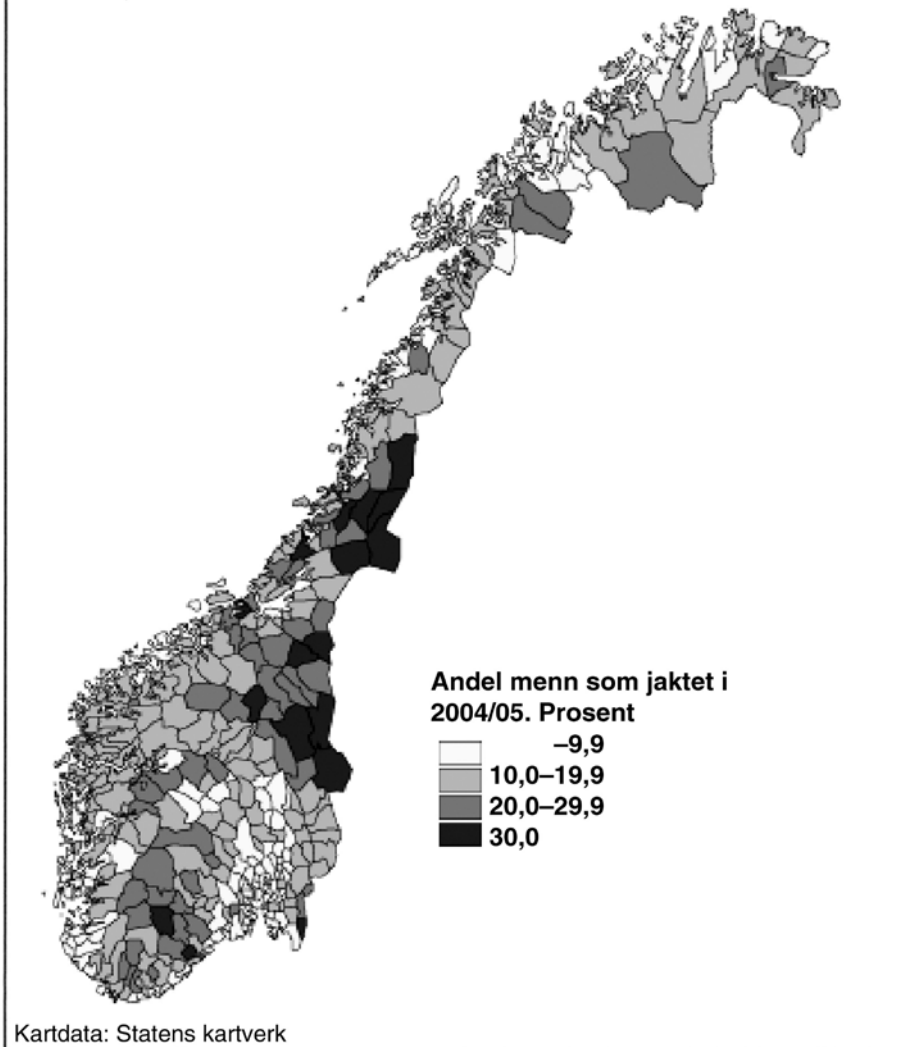 Andel menn som jaktet i
2004/05. Prosent
–9,9
10,0–19,9
20,0–29,9
30,0
Kartdata: Statens kartverk